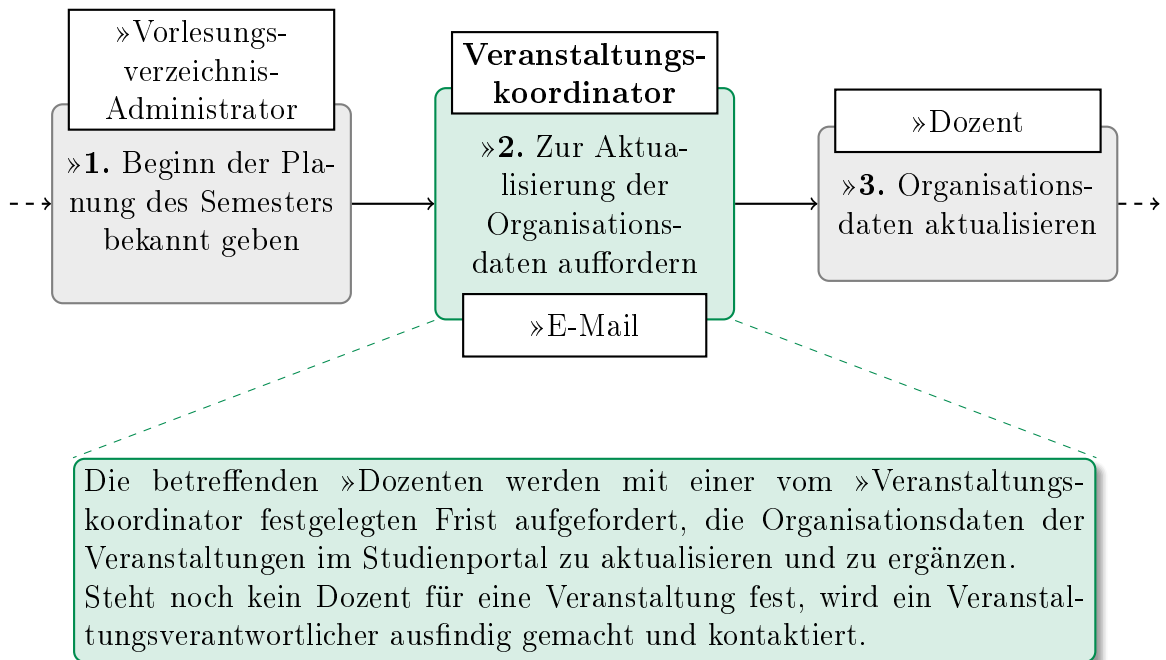 »Vorlesungs-
verzeichnis-
Administrator
»1. Beginn der Pla-
nung des Semesters
bekannt geben
Veranstaltungs-
koordinator
»2. Zur Aktua-
lisierung der
Organisations-
daten auffordern
»E-Mail
»Dozent
»3. Organisations-
daten aktualisieren
Die betreffenden »Dozenten werden mit einer vom »Veranstaltungs-
koordinator festgelegten Frist aufgefordert, die Organisationsdaten der
Veranstaltungen im Studienportal zu aktualisieren und zu ergänzen.
Steht noch kein Dozent für eine Veranstaltung fest, wird ein Veranstal-
tungsverantwortlicher ausfindig gemacht und kontaktiert.